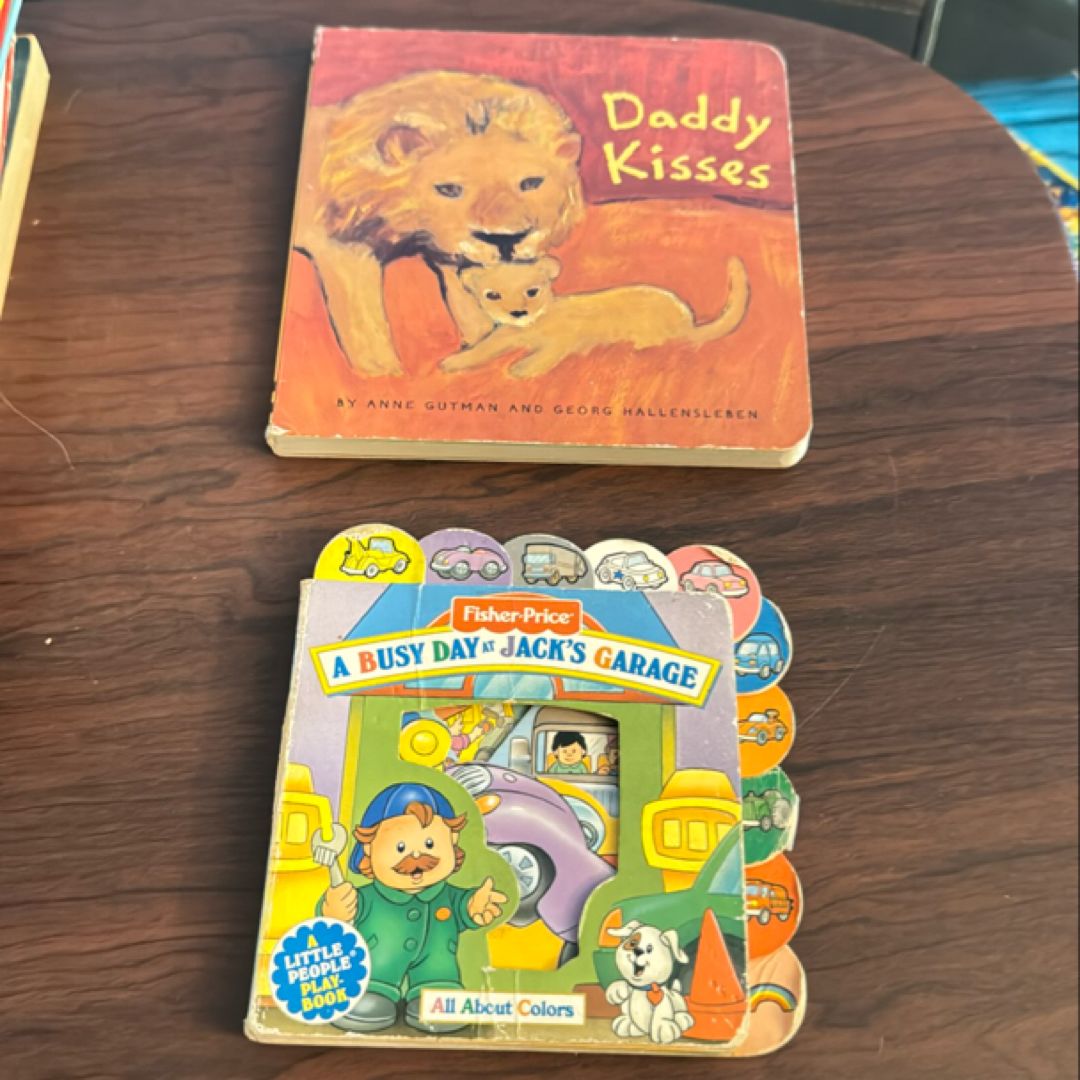 Daddy
Kisses
BY ANNE GUTMAN AND GEORG HALLENSLEBEN
Fisher-Price
A BUSY DAY AT JACK'S GARAGE
A
LITTLE
PEOPLE®
PLAY-
BOOK
All About Colors